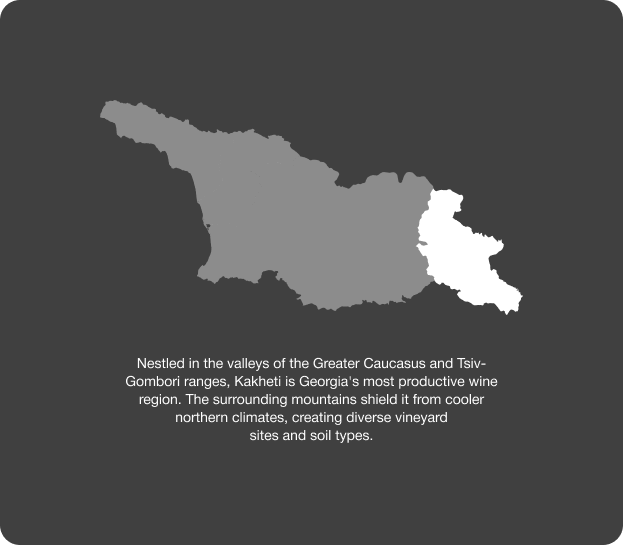 Nestled in the valleys of the Greater Caucasus and Tsiv-
Gombori ranges, Kakheti is Georgia's most productive wine
region. The surrounding mountains shield it from cooler
northern climates, creating diverse vineyard
sites and soil types.